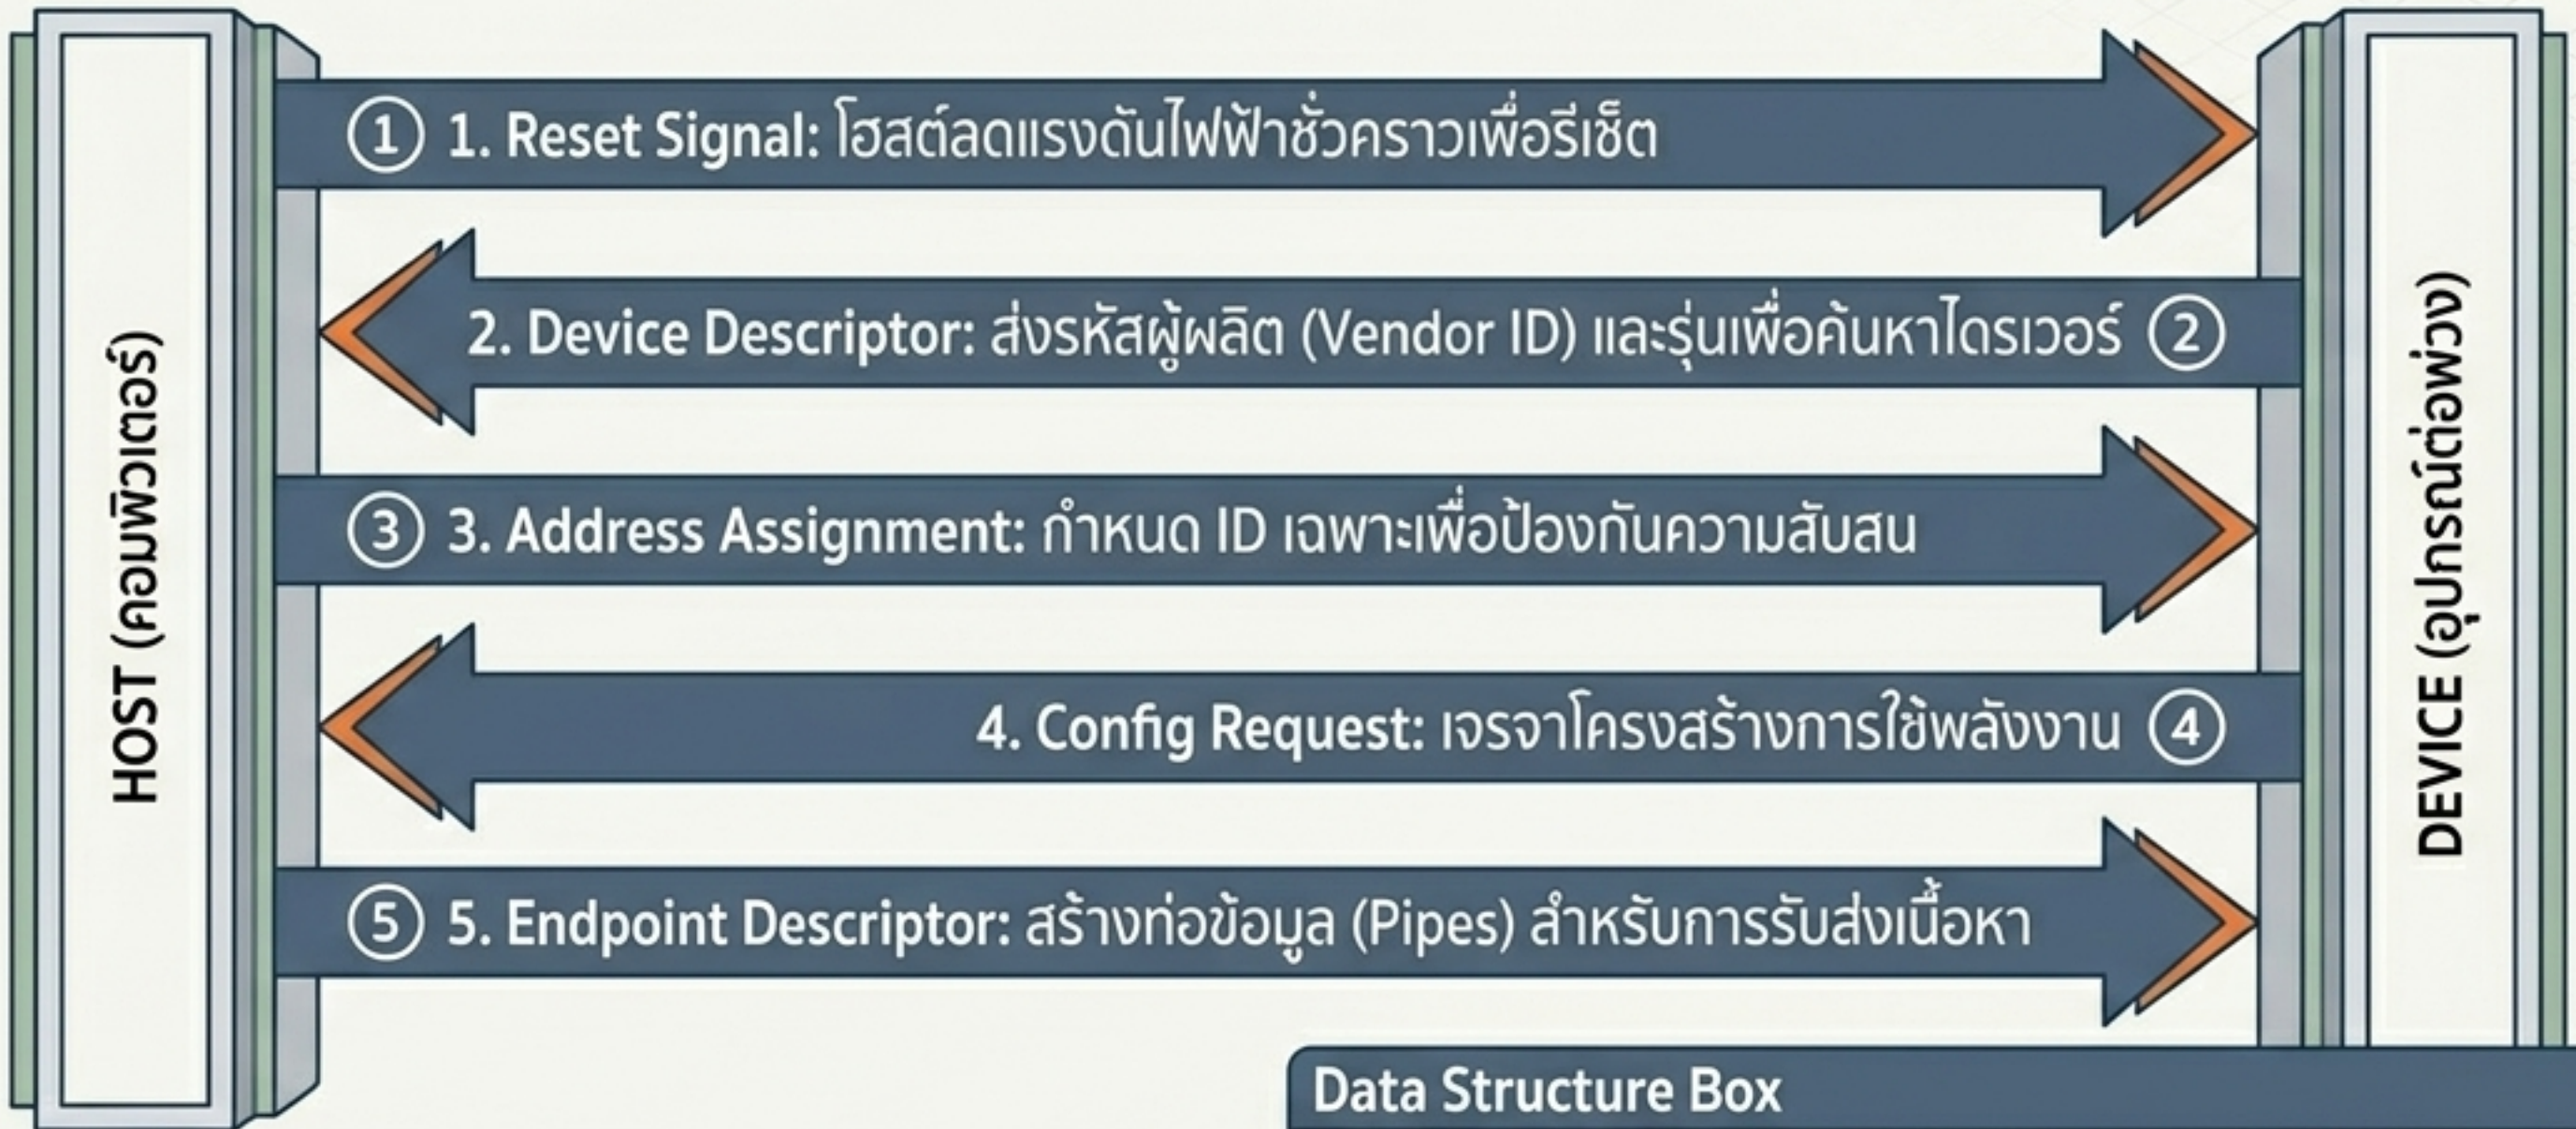 HOST (คอมพิวเตอร์)
① 1. Reset Signal: โฮสต์ลดแรงดันไฟฟ้าชั่วคราวเพื่อรีเซ็ต
2. Device Descriptor: ส่งรหัสผู้ผลิต (Vendor ID) และรุ่นเพื่อค้นหาไดรเวอร์ ②
③ 3. Address Assignment: กำหนด ID เฉพาะเพื่อป้องกันความสับสน
4. Config Request: เจรจาโครงสร้างการใช้พลังงาน ④
⑤ 5. Endpoint Descriptor: สร้างท่อข้อมูล (Pipes) สำหรับการรับส่งเนื้อหา
DEVICE (อุปกรณ์ต่อพ่วง)
Data Structure Box